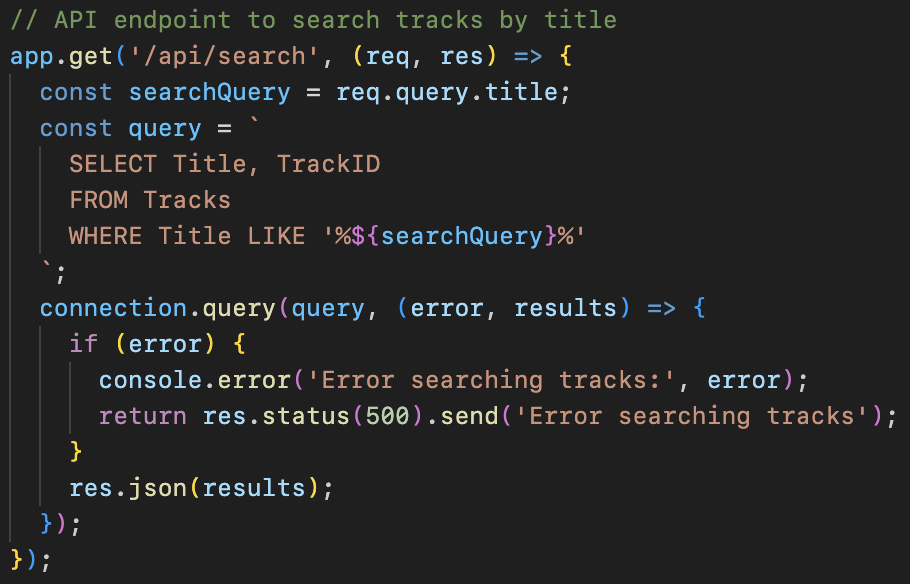 // API endpoint to search tracks by title
app.get('/api/search', (req, res) => {
  const searchQuery = req.query.title;
  const query = `
    SELECT Title, TrackID
    FROM Tracks
    WHERE Title LIKE '%${searchQuery}%'
  `;
  connection.query(query, (error, results) => {
    if (error) {
      console.error('Error searching tracks:', error);
      return res.status(500).send('Error searching tracks');
    }
    res.json(results);
  });
});